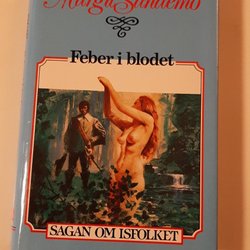 Margit Sandemo
Feber i blodet
SAGAN OM ISFOLKET